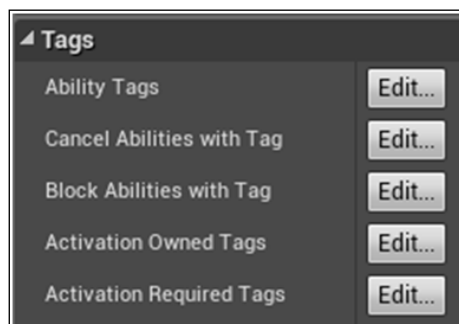 Tags
Ability Tags Edit...
Cancel Abilities with Tag Edit...
Block Abilities with Tag Edit...
Activation Owned Tags Edit...
Activation Required Tags Edit...